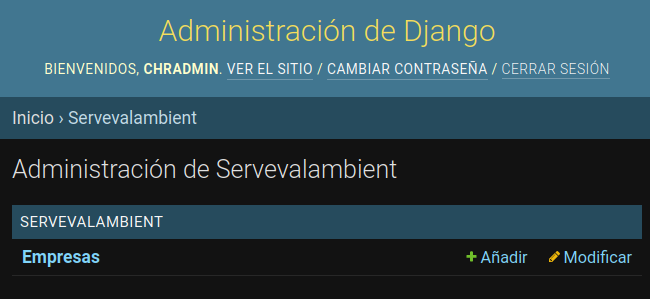 Administración de Django
BIENVENIDOS, CHRADMIN. VER EL SITIO / CAMBIAR CONTRASEÑA / CERRAR SESIÓN
Inicio › Servevalambient
Administración de Servevalambient
SERVEVALAMBIENT
Empresas Añadir Modificar